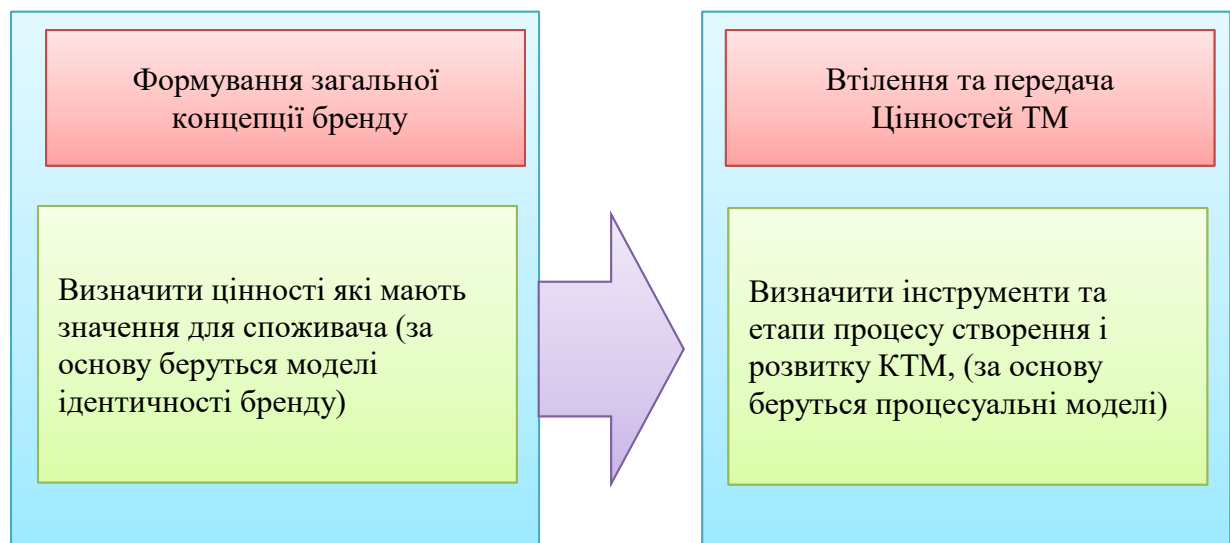 Формування загальної
концепції бренду
Визначити цінності які мають
значення для споживача (за
основу беруться моделі
ідентичності бренду)
Втілення та передача
Цінностей ТМ
Визначити інструменти та
етапи процесу створення і
розвитку КТМ, (за основу
беруться процесуальні моделі)